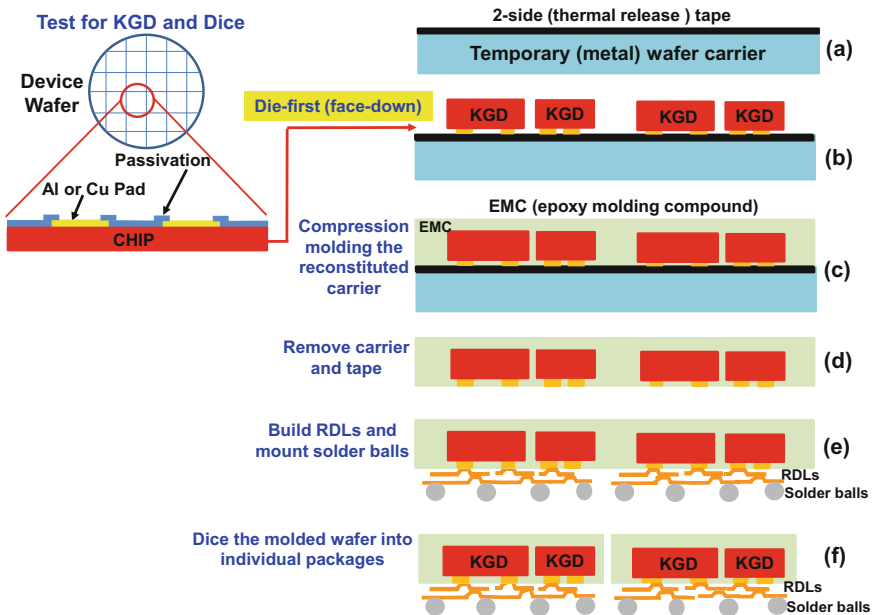 Test for KGD and Dice
Device
Wafer
Passivation
Al or Cu Pad
CHIP
2-side (thermal release ) tape
Temporary (metal) wafer carrier
(a)
Die-first (face-down)
KGD
KGD
KGD
KGD
(b)
Compression
molding the
reconstituted
carrier
EMC (epoxy molding compound)
EMC
(c)
Remove carrier
and tape
(d)
Build RDLs and
mount solder balls
(e)
RDLs
Solder balls
Dice the molded wafer into
individual packages
KGD
KGD
KGD
KGD
(f)
RDLs
Solder balls